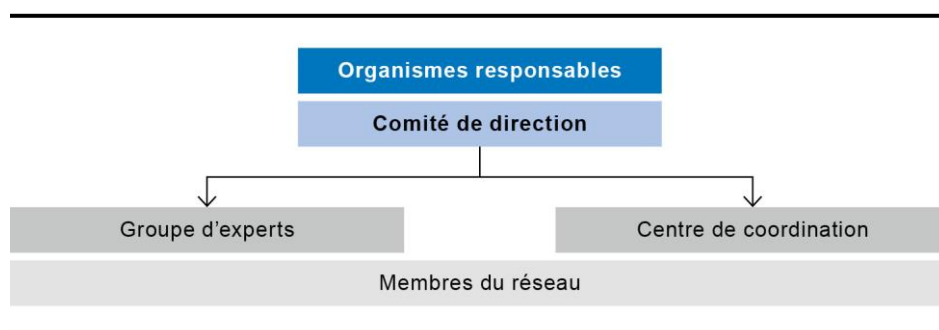 Organismes responsables
Comité de direction
Groupe d’experts
Centre de coordination
Membres du réseau